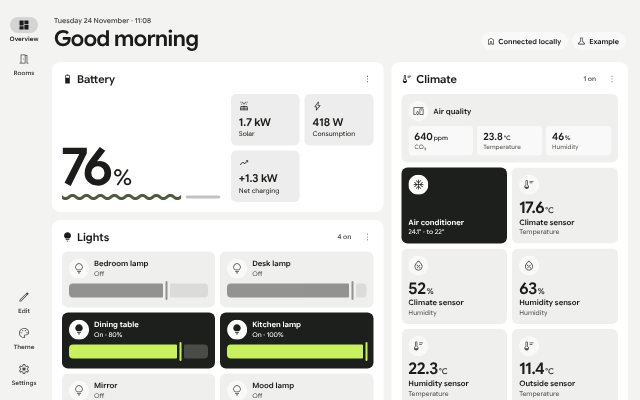 Tuesday 24 November · 11:08
Good morning
Connected locally
Example
Overview
Rooms
Edit
Theme
Settings
Battery
76%
1.7 kW
Solar
418 W
Consumption
+1.3 kW
Net charging
Lights
4 on
Bedroom lamp
Off
Desk lamp
Off
Dining table
On · 80%
Kitchen lamp
On · 100%
Mirror
Off
Mood lamp
Off
Climate
1 on
Air quality
640 ppm
CO₂
23.8 °C
Temperature
46 %
Humidity
Air conditioner
24.1° · to 22°
17.6 °C
Climate sensor
Temperature
52 %
Climate sensor
Humidity
63 %
Humidity sensor
Humidity
22.3 °C
Humidity sensor
Temperature
11.4 °C
Outside sensor
Temperature